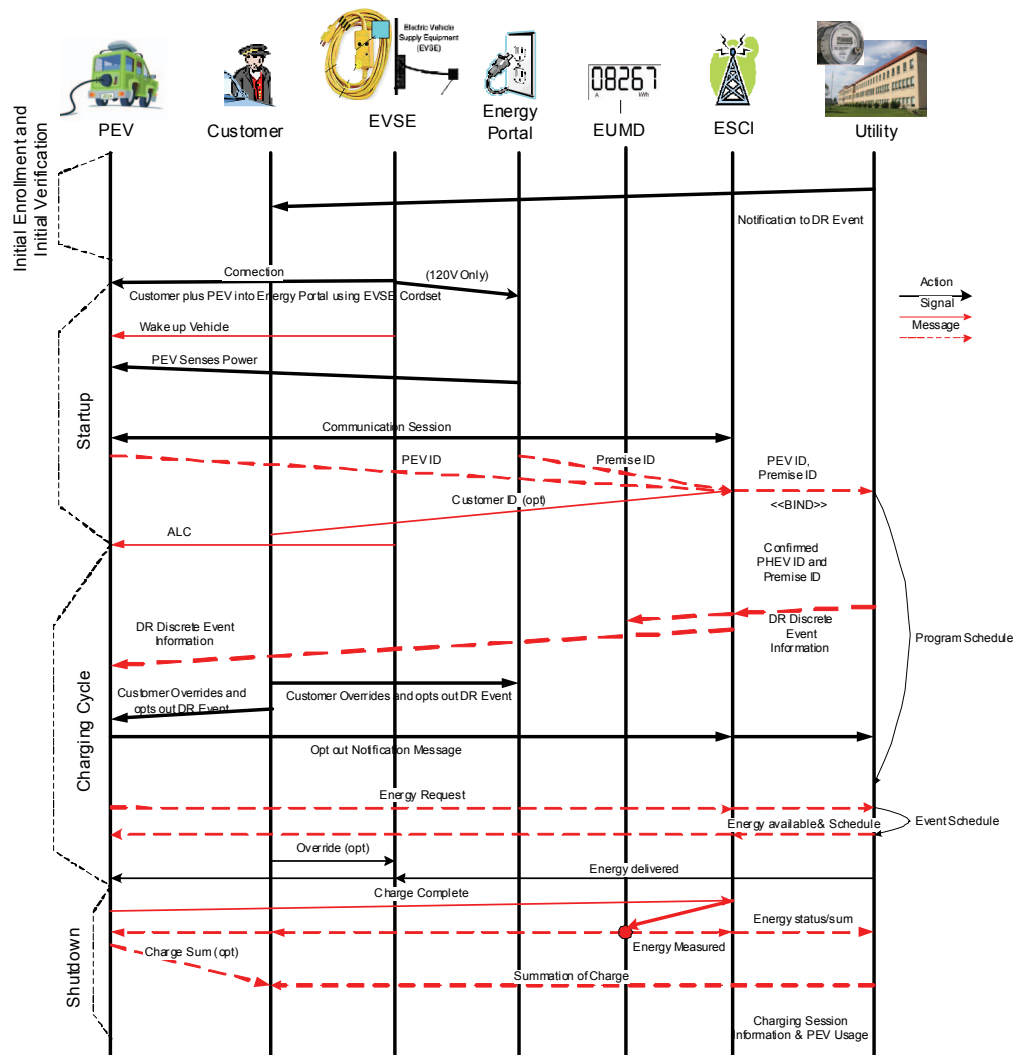 Electric Vehicle
Supply Equipment
(EVSE)
08267
A
kWh
PEV
Customer
EVSE
Energy
Portal
EUMD
ESCI
Utility
Initial Enrollment and
Initial Verification
Notification to DR Event
Connection
(120V Only)
Customer plus PEV into Energy Portal using EVSE Cordset
Action
Signal
Message
Wake up Vehicle
PEV Senses Power
Startup
Communication Session
PEV ID
Premise ID
PEV ID,
Premise ID
Customer ID (opt)
<<BIND>>
ALC
Confirmed
PHEV ID and
Premise ID
DR Discrete Event
Information
DR Discrete
Event
Information
Program Schedule
Charging Cycle
Customer Overrides and
opts out DR Event
Customer Overrides and opts out DR Event
Opt out Notification Message
Energy Request
Energy available & Schedule
Event Schedule
Override (opt)
Energy delivered
Charge Complete
Shutdown
Energy status/sum
Energy Measured
Charge Sum (opt)
Summation of Charge
Charging Session
Information & PEV Usage